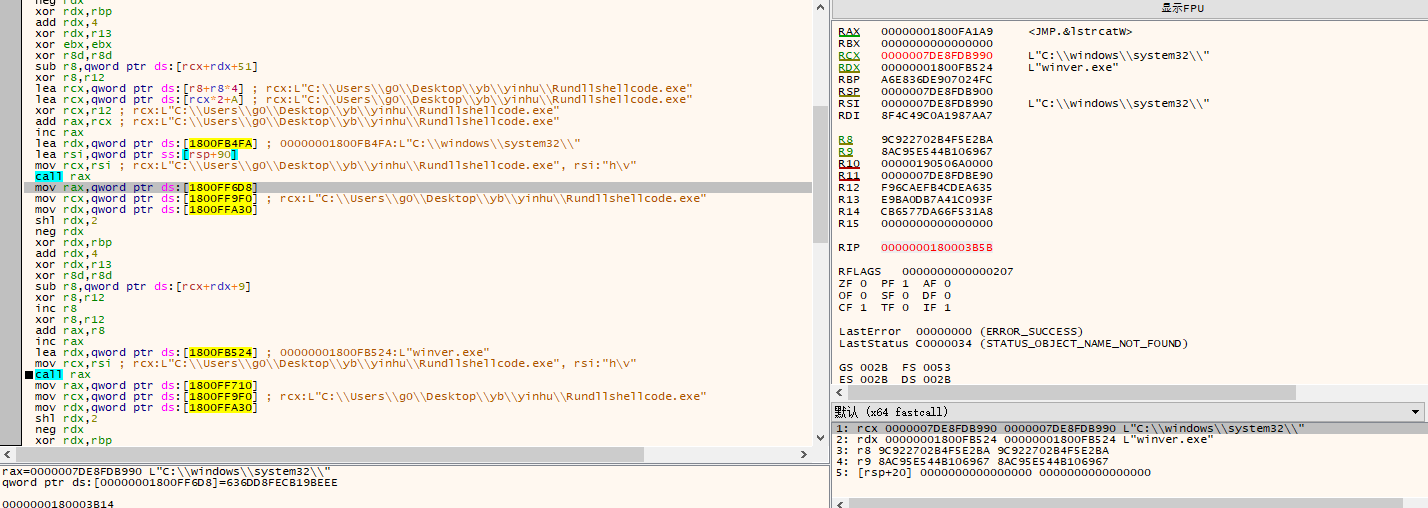 neg rdx
xor rdx,rbp
add rdx,4
xor rdx,r13
xor ebx,ebx
xor r8d,r8d
sub r8,qword ptr ds:[rcx+rdx+51]
xor r8,r12
lea rcx,qword ptr ds:[r8+r8*4] ; rcx:L"C:\\Users\\g0\\Desktop\\yb\\yinhu\\Rundllshellcode.exe"
lea rcx,qword ptr ds:[rcx*2+A] ; rcx:L"C:\\Users\\g0\\Desktop\\yb\\yinhu\\Rundllshellcode.exe"
xor rcx,r12 ; rcx:L"C:\\Users\\g0\\Desktop\\yb\\yinhu\\Rundllshellcode.exe"
add rax,rcx ; rcx:L"C:\\Users\\g0\\Desktop\\yb\\yinhu\\Rundllshellcode.exe"
inc rax
lea rdx,qword ptr ds:[1800FB4FA] ; 00000001800FB4FA:L"C:\\windows\\system32\\"
lea rsi,qword ptr ss:[rsp+90]
mov rcx,rsi ; rcx:L"C:\\Users\\g0\\Desktop\\yb\\yinhu\\Rundllshellcode.exe", rsi:"h\v"
call rax
mov rax,qword ptr ds:[1800FF6D8]
mov rcx,qword ptr ds:[1800FF9F0] ; rcx:L"C:\\Users\\g0\\Desktop\\yb\\yinhu\\Rundllshellcode.exe"
mov rdx,qword ptr ds:[1800FFA30]
shl rdx,2
neg rdx
xor rdx,rbp
add rdx,4
xor rdx,r13
xor r8d,r8d
sub r8,qword ptr ds:[rcx+rdx+9]
xor r8,r12
inc r8
xor r8,r12
add rax,r8
inc rax
lea rdx,qword ptr ds:[1800FB524] ; 00000001800FB524:L"winver.exe"
mov rcx,rsi ; rcx:L"C:\\Users\\g0\\Desktop\\yb\\yinhu\\Rundllshellcode.exe", rsi:"h\v"
call rax
mov rax,qword ptr ds:[1800FF710]
mov rcx,qword ptr ds:[1800FF9F0] ; rcx:L"C:\\Users\\g0\\Desktop\\yb\\yinhu\\Rundllshellcode.exe"
mov rdx,qword ptr ds:[1800FFA30]
shl rdx,2
neg rdx
xor rdx,rbp
rax=0000007DE8FDB990 L"C:\\windows\\system32\\"
qword ptr ds:[00000001800FF6D8]=636DD8FECB19BEEE
0000000180003B14
显示FPU
RAX 00000001800FA1A9 <JMP.&lstrcatW>
RBX 0000000000000000
RCX 0000007DE8FDB990 L"C:\\windows\\system32\\"
RDX 00000001800FB524 L"winver.exe"
RBP A6E836DE907024FC
RSP 0000007DE8FDB900
RSI 0000007DE8FDB990 L"C:\\windows\\system32\\"
RDI 8F4C49C0A1987AA7
R8 9C922702B4F5E2BA
R9 8AC95E544B106967
R10 00000190506A0000
R11 0000007DE8FDBE90
R12 F96CAEFB4CDEA635
R13 E9BA0DB7A41C093F
R14 CB6577DA66F531A8
R15 0000000000000000
RIP 0000000180003B5B
RFLAGS 0000000000000207
ZF 0 PF 1 AF 0
OF 0 SF 0 DF 0
CF 1 TF 0 IF 1
LastError 00000000 (ERROR_SUCCESS)
LastStatus C0000034 (STATUS_OBJECT_NAME_NOT_FOUND)
GS 002B FS 0053
ES 002B DS 002B
默认 (x64 fastcall)
1: rcx 0000007DE8FDB990 0000007DE8FDB990 L"C:\\windows\\system32\\"
2: rdx 00000001800FB524 00000001800FB524 L"winver.exe"
3: r8 9C922702B4F5E2BA 9C922702B4F5E2BA
4: r9 8AC95E544B106967 8AC95E544B106967
5: [rsp+20] 0000000000000000 0000000000000000